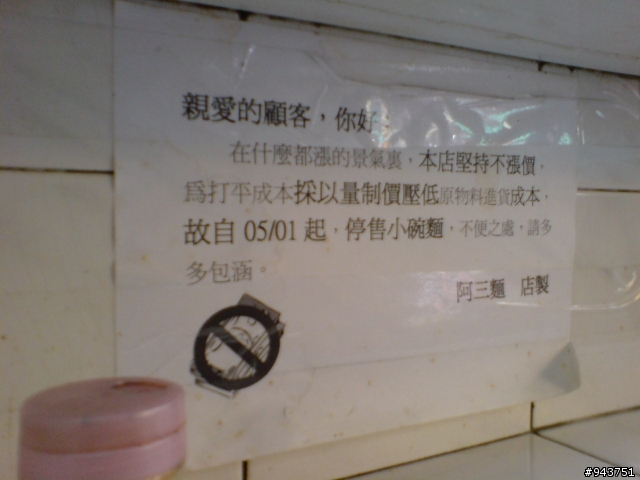 親愛的顧客，你好：
在什麼都漲的景氣裏，本店堅持不漲價，
為打平成本採以量制價壓低原物料進貨成本，
故自 05/01 起，停售小碗麵，不便之處，請多
多包涵。
阿三麵 店製
#943751